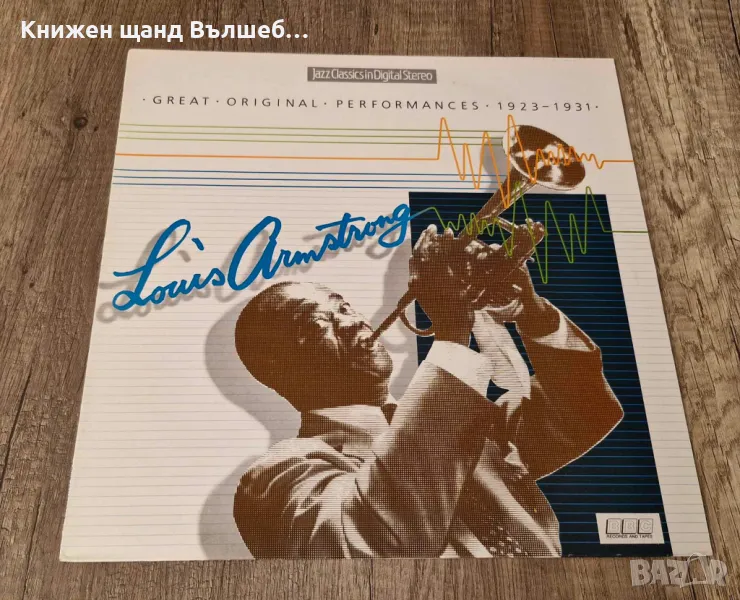 Книжен щанд Вълшеб...
Jazz Classics in Digital Stereo
· GREAT · ORIGINAL · PERFORMANCES · 1923–1931 ·
Louis Armstrong
BBC
RECORDS AND TAPES
BAZAR